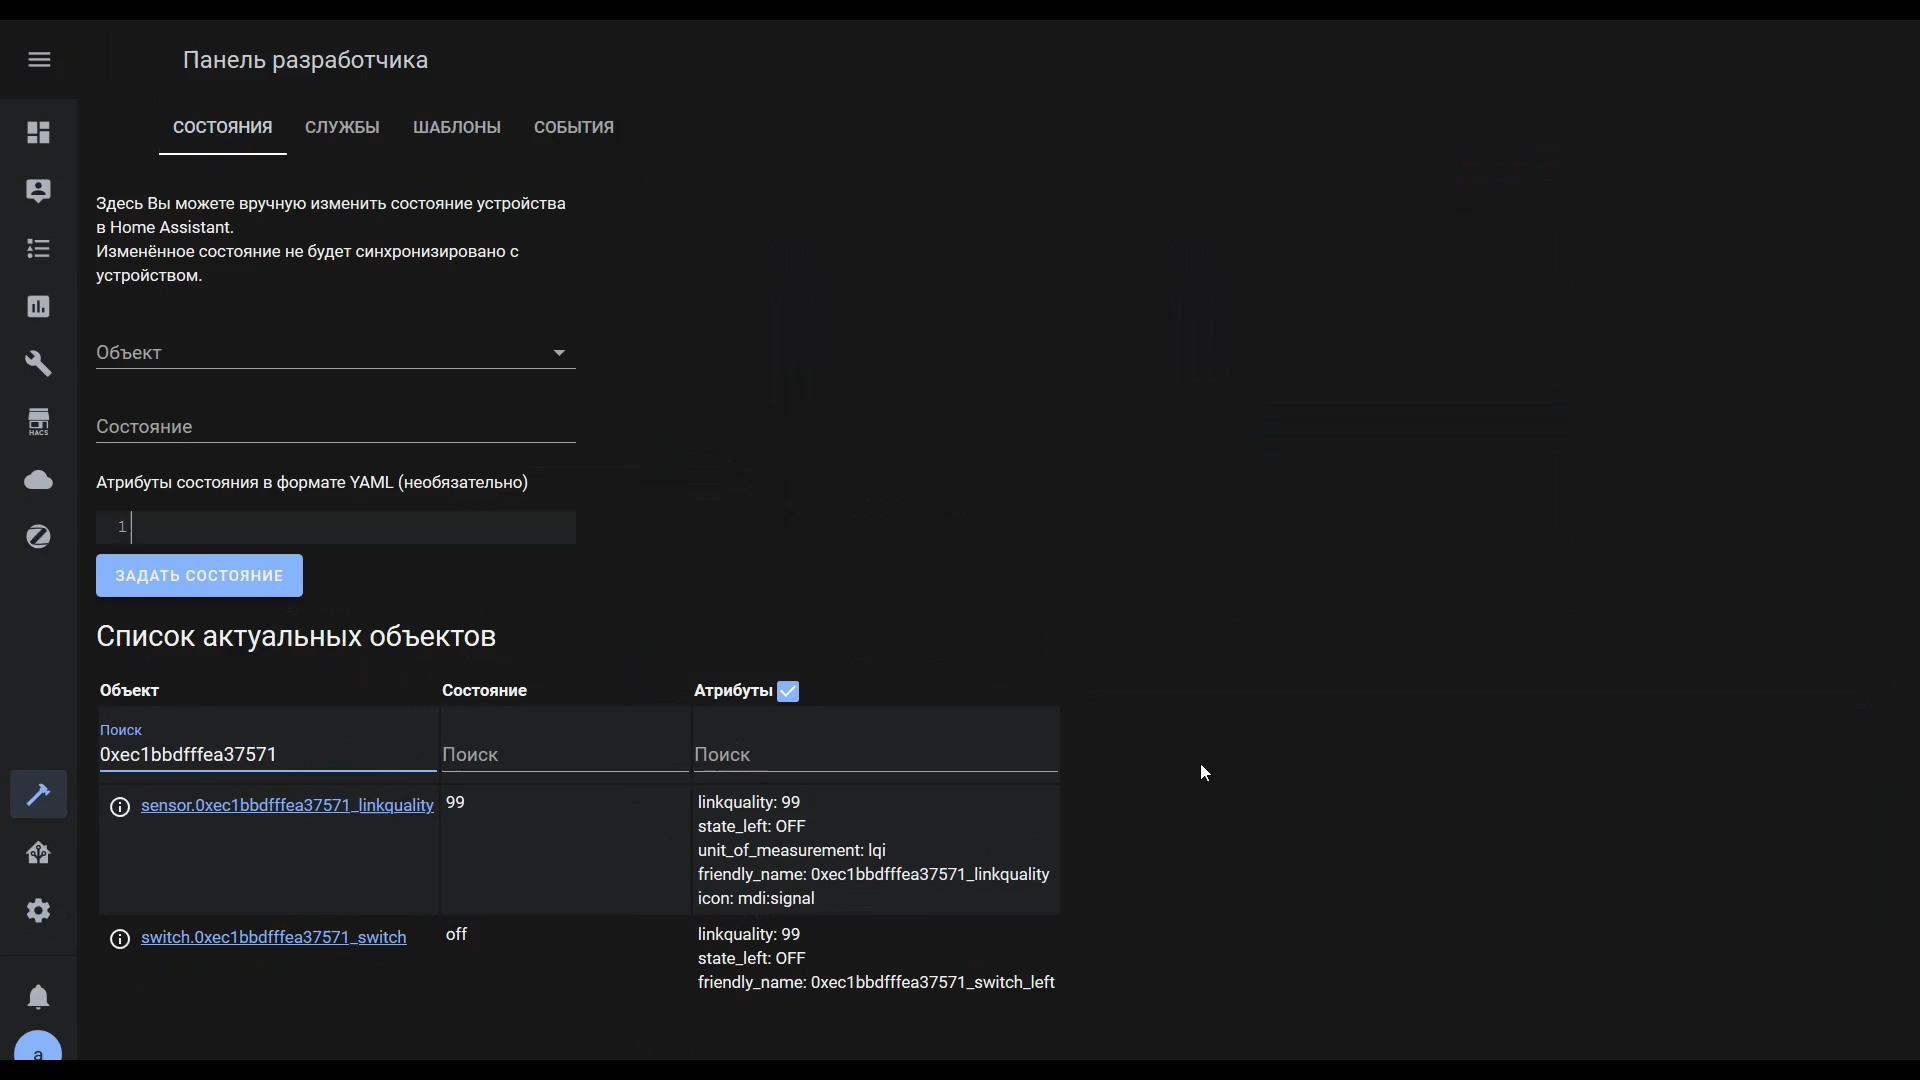 Панель разработчика
СОСТОЯНИЯ СЛУЖБЫ ШАБЛОНЫ СОБЫТИЯ
Здесь Вы можете вручную изменить состояние устройства
в Home Assistant.
Изменённое состояние не будет синхронизировано с
устройством.
Объект
Состояние
Атрибуты состояния в формате YAML (необязательно)
1
ЗАДАТЬ СОСТОЯНИЕ
Список актуальных объектов
Объект Состояние Атрибуты
Поиск
0xec1bbdfffea37571 Поиск Поиск
sensor.0xec1bbdfffea37571_linkquality 99 linkquality: 99
state_left: OFF
unit_of_measurement: lqi
friendly_name: 0xec1bbdfffea37571_linkquality
icon: mdi:signal
switch.0xec1bbdfffea37571_switch off linkquality: 99
state_left: OFF
friendly_name: 0xec1bbdfffea37571_switch_left
HACS
a